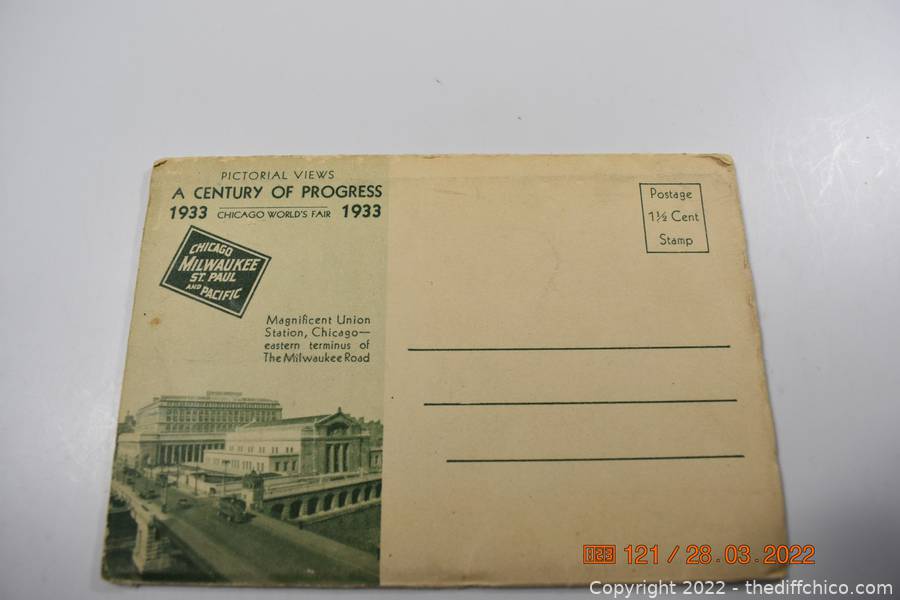 PICTORIAL VIEWS
A CENTURY OF PROGRESS
1933 CHICAGO WORLD'S FAIR 1933
CHICAGO
MILWAUKEE
ST. PAUL
AND PACIFIC
Magnificent Union
Station, Chicago—
eastern terminus of
The Milwaukee Road
Postage
1½ Cent
Stamp
123 121 / 28.03.2022
Copyright 2022 - thediffchico.com